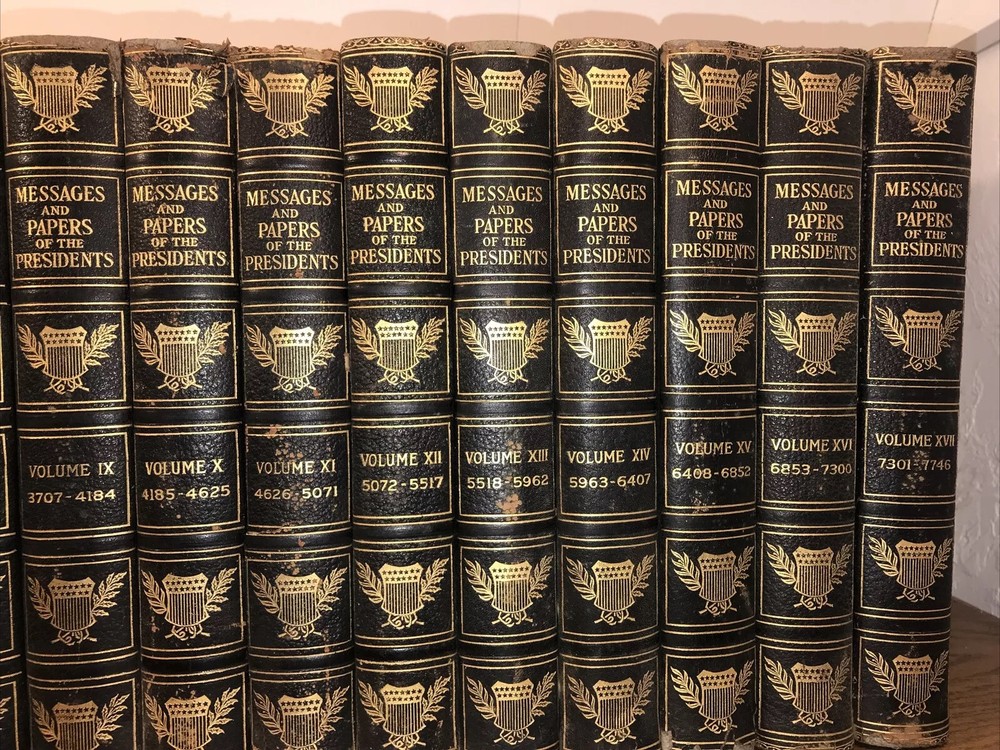 MESSAGES
AND
PAPERS
OF THE
PRESIDENTS
VOLUME IX
3707-4184
MESSAGES
AND
PAPERS
OF THE
PRESIDENTS
VOLUME X
4185-4625
MESSAGES
AND
PAPERS
OF THE
PRESIDENTS
VOLUME XI
4626-5071
MESSAGES
AND
PAPERS
OF THE
PRESIDENTS
VOLUME XII
5072-5517
MESSAGES
AND
PAPERS
OF THE
PRESIDENTS
VOLUME XIII
5518-5962
MESSAGES
AND
PAPERS
OF THE
PRESIDENTS
VOLUME XIV
5963-6407
MESSAGES
AND
PAPERS
OF THE
PRESIDENTS
VOLUME XV
6408-6852
MESSAGES
AND
PAPERS
OF THE
PRESIDENTS
VOLUME XVI
6853-7300
MESSAGES
AND
PAPERS
OF THE
PRESIDENTS
VOLUME XVII
7301-7746